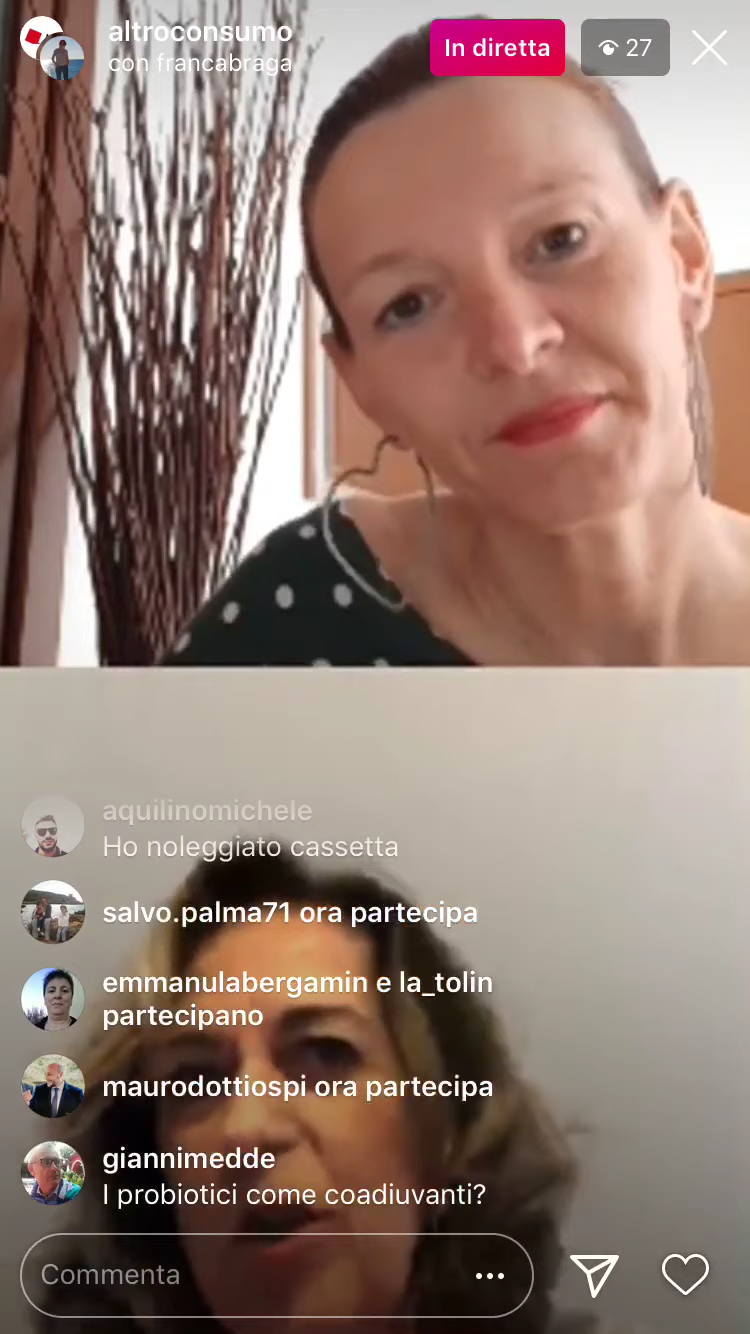 altroconsumo
con francabraga
In diretta
27
aquilinomichele
Ho noleggiato cassetta
salvo.palma71 ora partecipa
emmanulabergamin e la_tolin
partecipano
maurodottiospi ora partecipa
giannimedde
I probiotici come coadiuvanti?
Commenta